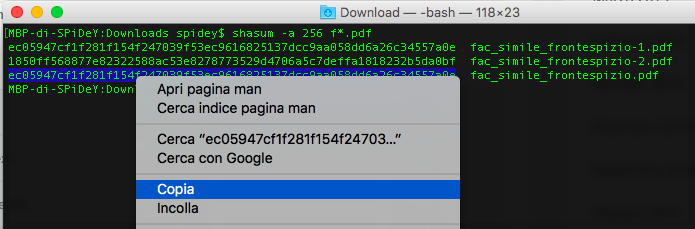 Download — -bash — 118×23
[MBP-di-SPiDeY:Downloads spidey$ shasum -a 256 f*.pdf
ec05947cf1f281f154f247039f53ec9616825137dcc9aa058dd6a26c34557a0e  fac_simile_frontespizio-1.pdf
1850ff568877e82322588ac53e8278773529d4706a5c7deffa1818232b5da0bf  fac_simile_frontespizio-2.pdf
ec05947cf1f281f154f247039f53ec9616825137dcc9aa058dd6a26c34557a0e  fac_simile_frontespizio.pdf
MBP-di-SPiDeY:Down
Apri pagina man
Cerca indice pagina man
Cerca “ec05947cf1f281f154f24703...”
Cerca con Google
Copia
Incolla